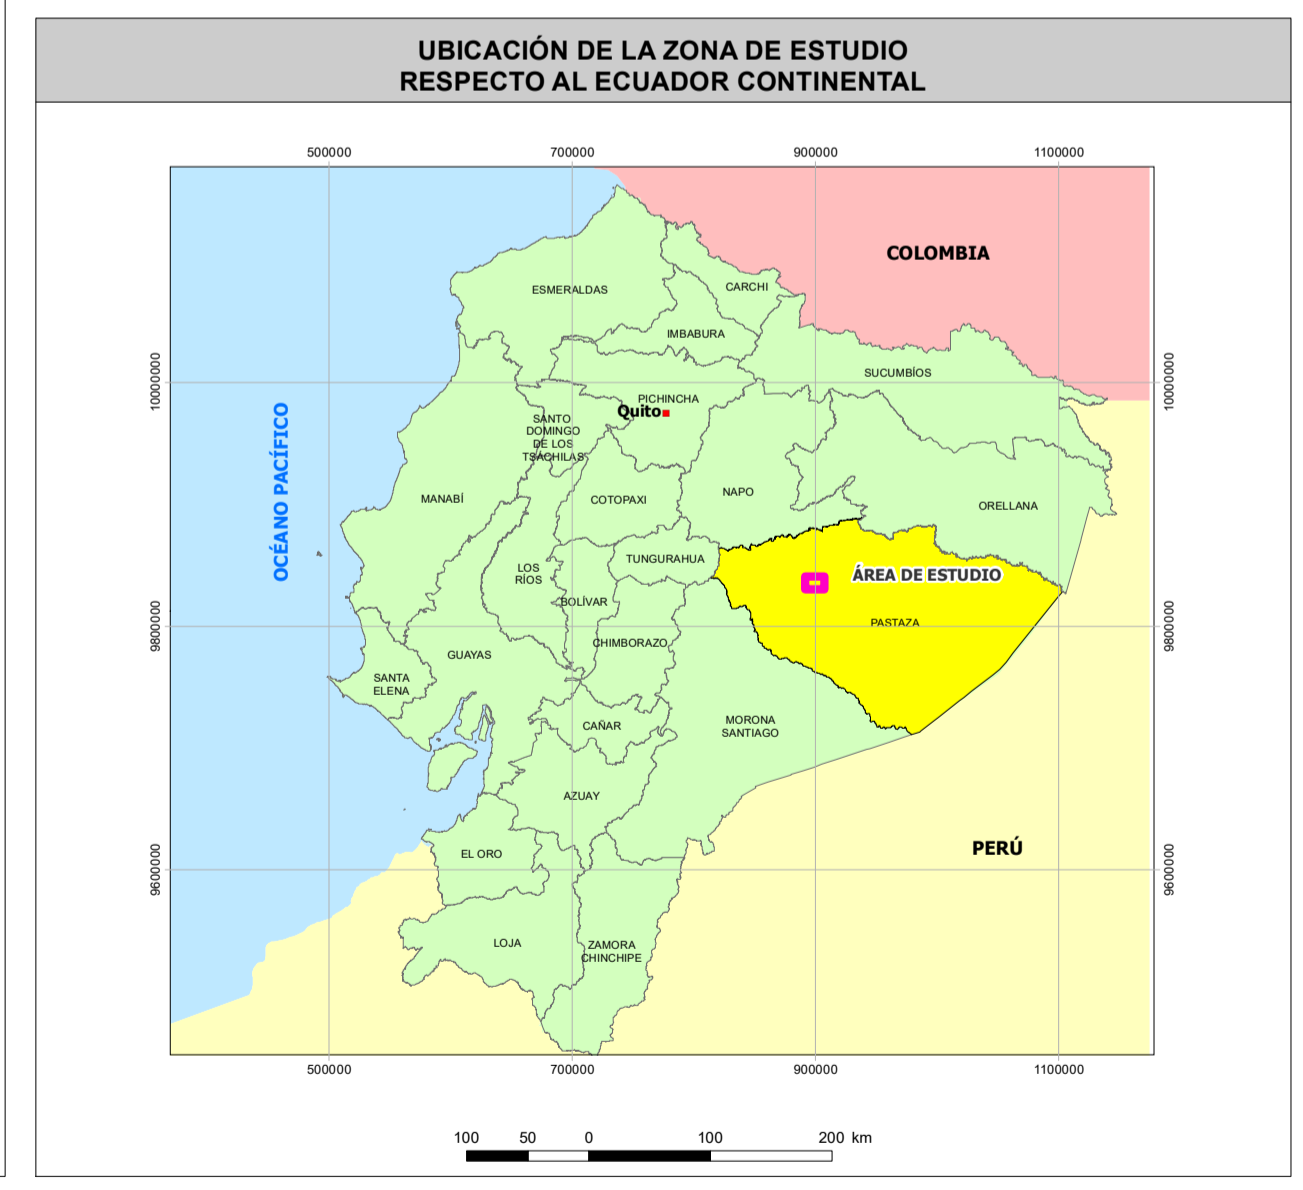 UBICACIÓN DE LA ZONA DE ESTUDIO
RESPECTO AL ECUADOR CONTINENTAL
500000
700000
900000
1100000
COLOMBIA
CARCHI
ESMERALDAS
IMBABURA
SUCUMBÍOS
10000000
10000000
PICHINCHA
Quito
SANTO
DOMINGO
DE LOS
TSÁCHILAS
OCÉANO PACÍFICO
MANABÍ
COTOPAXI
NAPO
ORELLANA
TUNGURAHUA
LOS
RÍOS
ÁREA DE ESTUDIO
BOLÍVAR
PASTAZA
9800000
9800000
CHIMBORAZO
GUAYAS
SANTA
ELENA
CAÑAR
MORONA
SANTIAGO
AZUAY
EL ORO
PERÚ
9600000
9600000
LOJA
ZAMORA
CHINCHIPE
500000
700000
900000
1100000
100 50 0 100 200 km